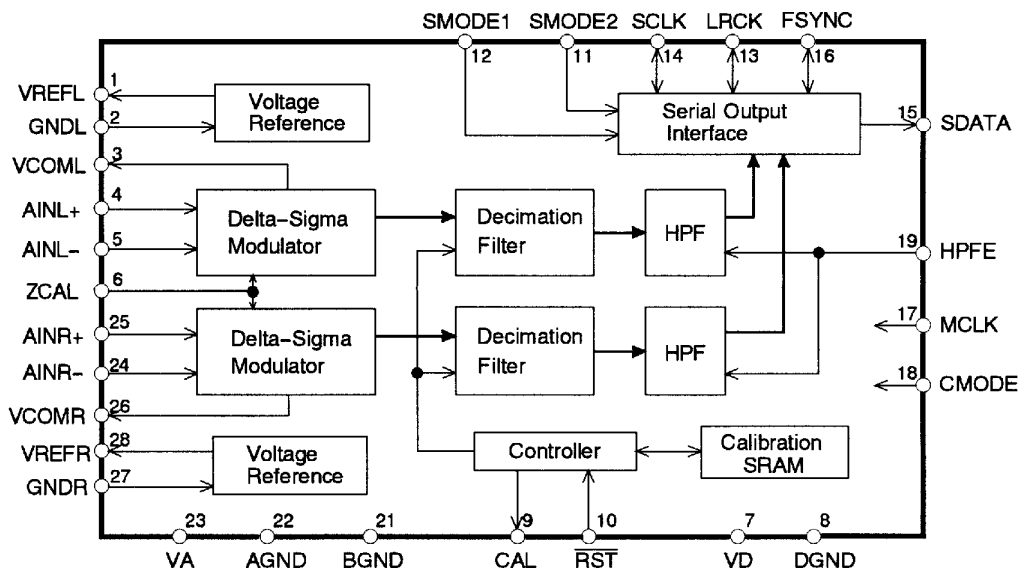 SMODE1 SMODE2 SCLK LRCK FSYNC
12 11 14 13 16
VREFL 1
GNDL 2
VCOML 3
AINL+ 4
AINL− 5
ZCAL 6
AINR+ 25
AINR− 24
VCOMR 26
VREFR 28
GNDR 27
Voltage
Reference
Serial Output
Interface
15 SDATA
Delta−Sigma
Modulator
Decimation
Filter
HPF
19 HPFE
Delta−Sigma
Modulator
Decimation
Filter
HPF
17 MCLK
18 CMODE
Voltage
Reference
Controller
Calibration
SRAM
23 22 21 9 10 7 8
VA AGND BGND CAL RST VD DGND